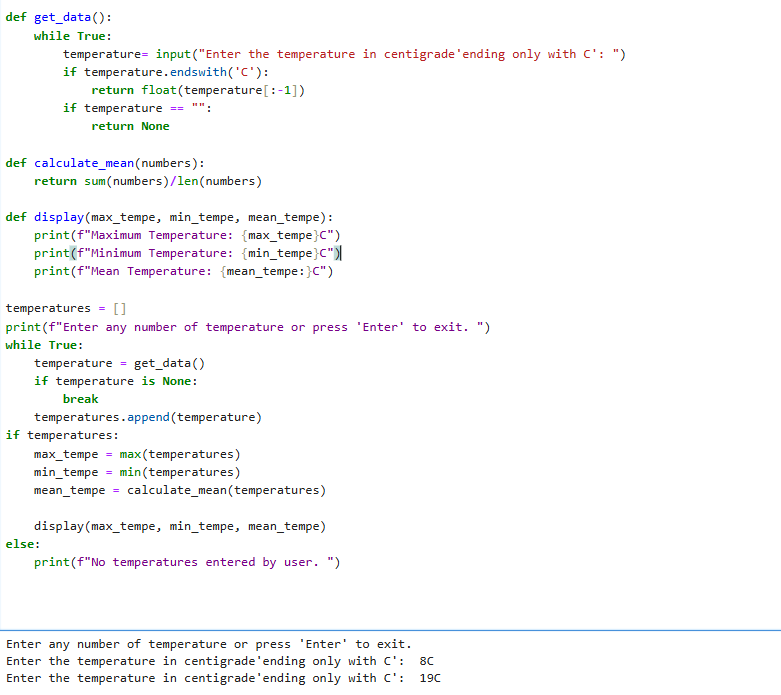 def get_data():
    while True:
        temperature= input("Enter the temperature in centigrade'ending only with C': ")
        if temperature.endswith('C'):
            return float(temperature[:-1])
        if temperature == "":
            return None

def calculate_mean(numbers):
    return sum(numbers)/len(numbers)

def display(max_tempe, min_tempe, mean_tempe):
    print(f"Maximum Temperature: {max_tempe}C")
    print(f"Minimum Temperature: {min_tempe}C")
    print(f"Mean Temperature: {mean_tempe:}C")

temperatures = []
print(f"Enter any number of temperature or press 'Enter' to exit. ")
while True:
    temperature = get_data()
    if temperature is None:
        break
    temperatures.append(temperature)
if temperatures:
    max_tempe = max(temperatures)
    min_tempe = min(temperatures)
    mean_tempe = calculate_mean(temperatures)

    display(max_tempe, min_tempe, mean_tempe)
else:
    print(f"No temperatures entered by user. ")

Enter any number of temperature or press 'Enter' to exit.
Enter the temperature in centigrade'ending only with C':  8C
Enter the temperature in centigrade'ending only with C':  19C